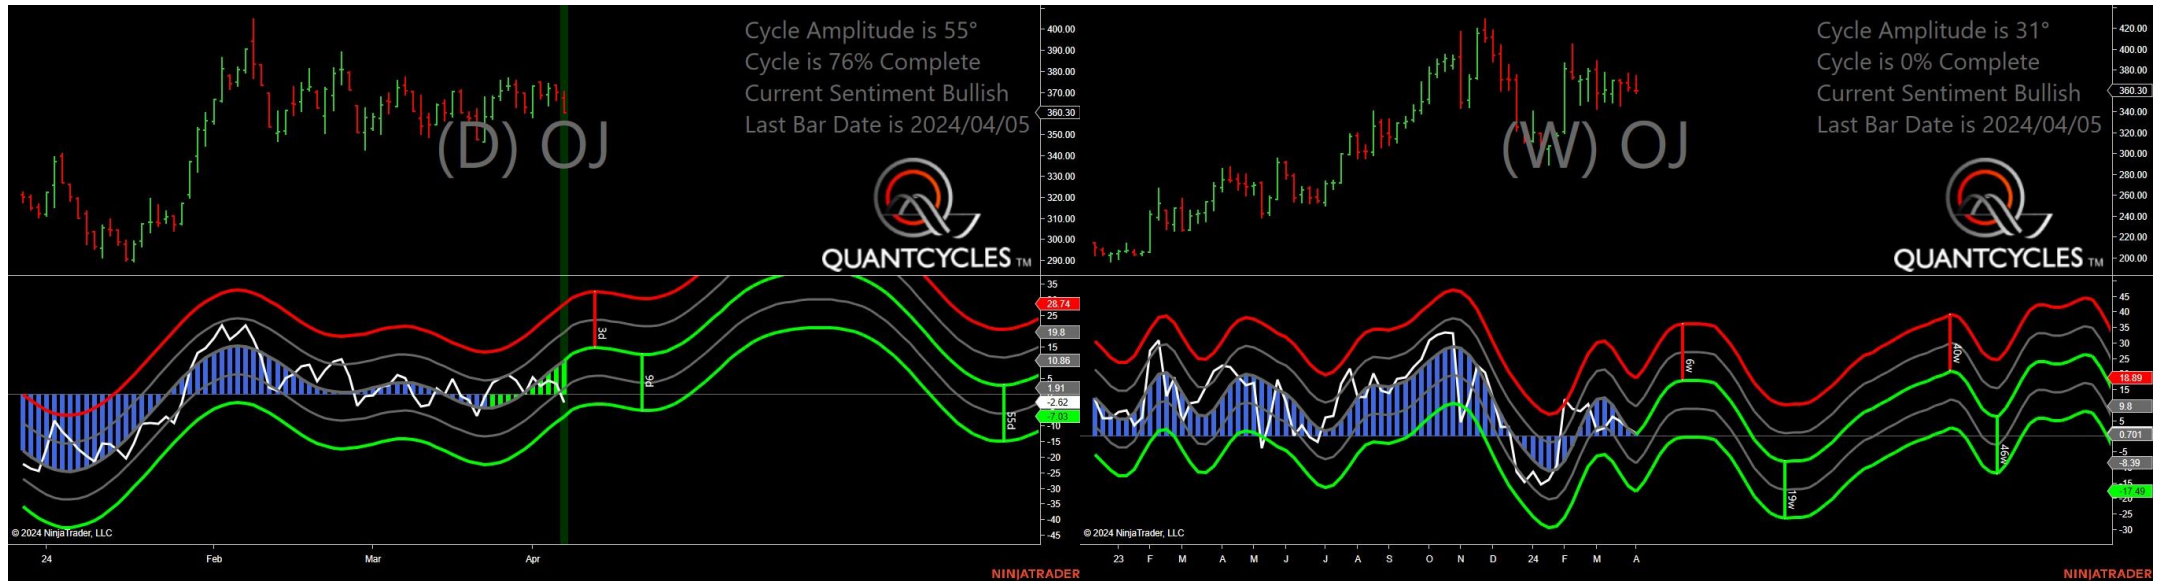 Cycle Amplitude is 55°
Cycle is 76% Complete
Current Sentiment Bullish
Last Bar Date is 2024/04/05
(D) OJ
QUANTCYCLES TM
400.00
390.00
380.00
370.00
360.30
350.00
340.00
330.00
320.00
310.00
300.00
290.00
35
28.74
25
19.8
15
10.86
5
1.91
-2.62
-7.03
-10
-15
-20
-25
-30
-35
-40
-45
3d
9d
55d
© 2024 NinjaTrader, LLC
24 Feb Mar Apr
NINJATRADER
Cycle Amplitude is 31°
Cycle is 0% Complete
Current Sentiment Bullish
Last Bar Date is 2024/04/05
(W) OJ
QUANTCYCLES TM
420.00
400.00
380.00
360.30
340.00
320.00
300.00
280.00
260.00
240.00
220.00
200.00
45
40
35
30
25
20
18.89
15
9.8
5
0.701
-5
-8.39
-15
-17.49
-20
-25
-30
6w
19w
40w
46w
© 2024 NinjaTrader, LLC
23 F M A M J J A S O N D 24 F M A
NINJATRADER